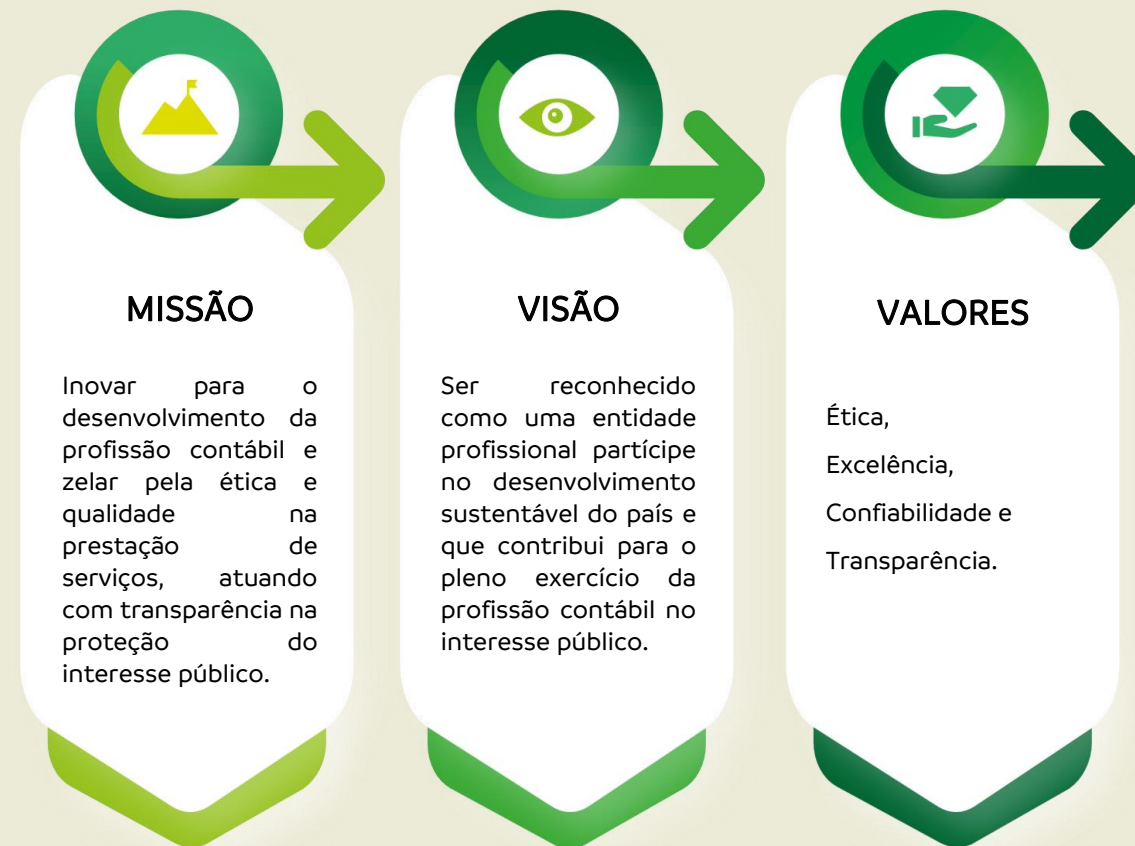 MISSÃO
Inovar para o
desenvolvimento da
profissão contábil e
zelar pela ética e
qualidade na
prestação de
serviços, atuando
com transparência na
proteção do
interesse público.
VISÃO
Ser reconhecido
como uma entidade
profissional partícipe
no desenvolvimento
sustentável do país e
que contribui para o
pleno exercício da
profissão contábil no
interesse público.
VALORES
Ética,
Excelência,
Confiabilidade e
Transparência.